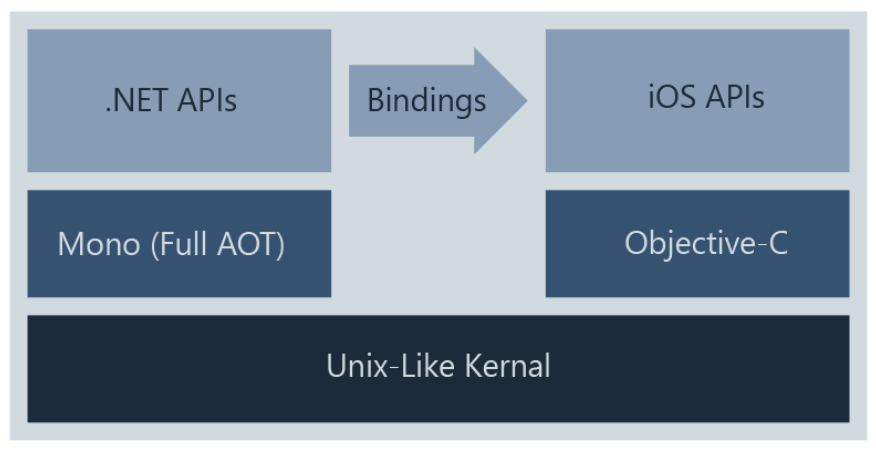 .NET APIs
Bindings
iOS APIs
Mono (Full AOT)
Objective-C
Unix-Like Kernal